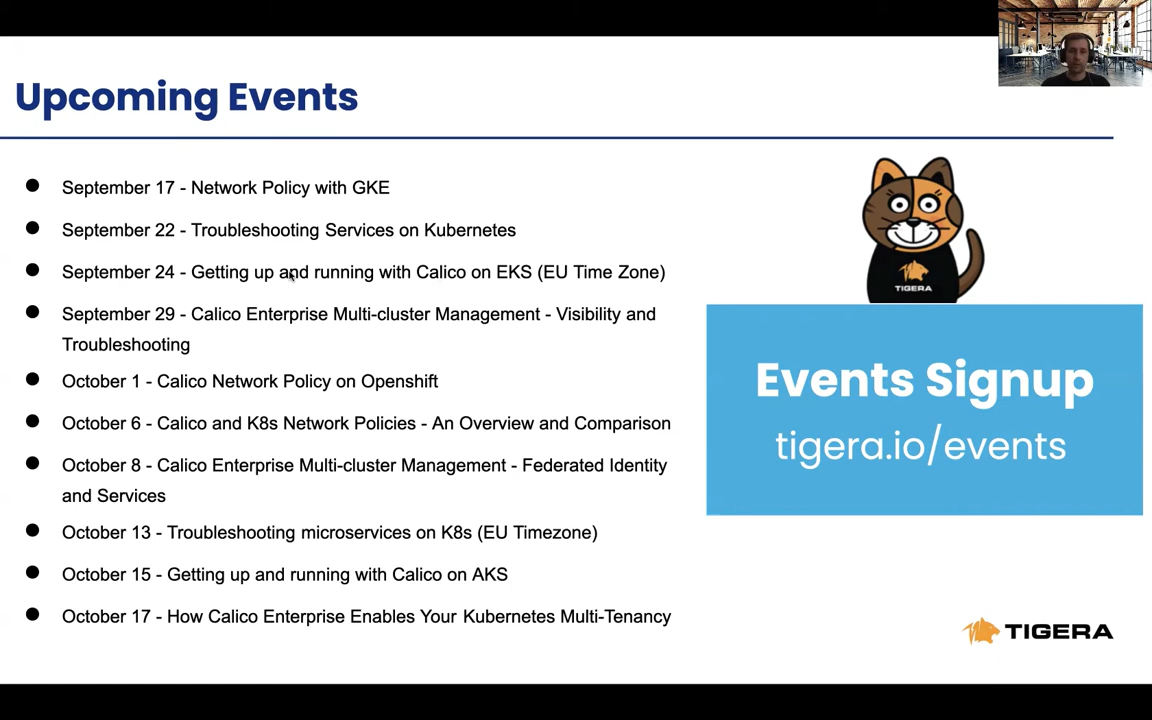 Upcoming Events
September 17 - Network Policy with GKE
September 22 - Troubleshooting Services on Kubernetes
September 24 - Getting up and running with Calico on EKS (EU Time Zone)
September 29 - Calico Enterprise Multi-cluster Management - Visibility and
Troubleshooting
October 1 - Calico Network Policy on Openshift
October 6 - Calico and K8s Network Policies - An Overview and Comparison
October 8 - Calico Enterprise Multi-cluster Management - Federated Identity
and Services
October 13 - Troubleshooting microservices on K8s (EU Timezone)
October 15 - Getting up and running with Calico on AKS
October 17 - How Calico Enterprise Enables Your Kubernetes Multi-Tenancy
TIGERA
Events Signup
tigera.io/events
TIGERA